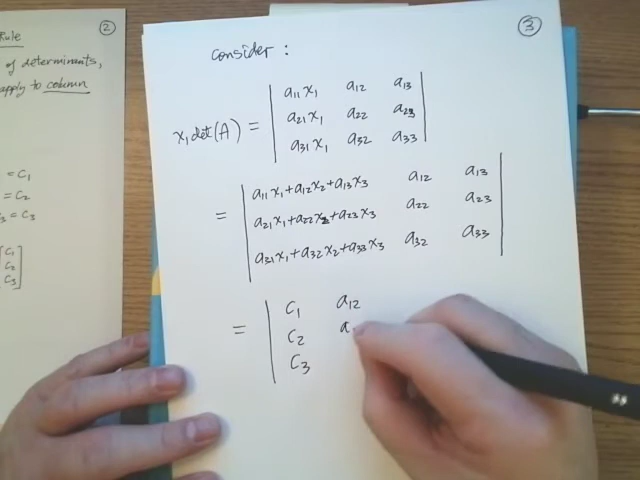 Rule
②
of determinants,
apply to column
= C₁
= C₂
₃ = C₃
C₁
C₂
C₃
③
consider :
x₁det(A) = | a₁₁x₁ a₁₂ a₁₃ |
| a₂₁x₁ a₂₂ a₂₃ |
| a₃₁x₁ a₃₂ a₃₃ |
= | a₁₁x₁+a₁₂x₂+a₁₃x₃ a₁₂ a₁₃ |
| a₂₁x₁+a₂₂x₂+a₂₃x₃ a₂₂ a₂₃ |
| a₃₁x₁+a₃₂x₂+a₃₃x₃ a₃₂ a₃₃ |
= | C₁ a₁₂
| C₂ a
| C₃